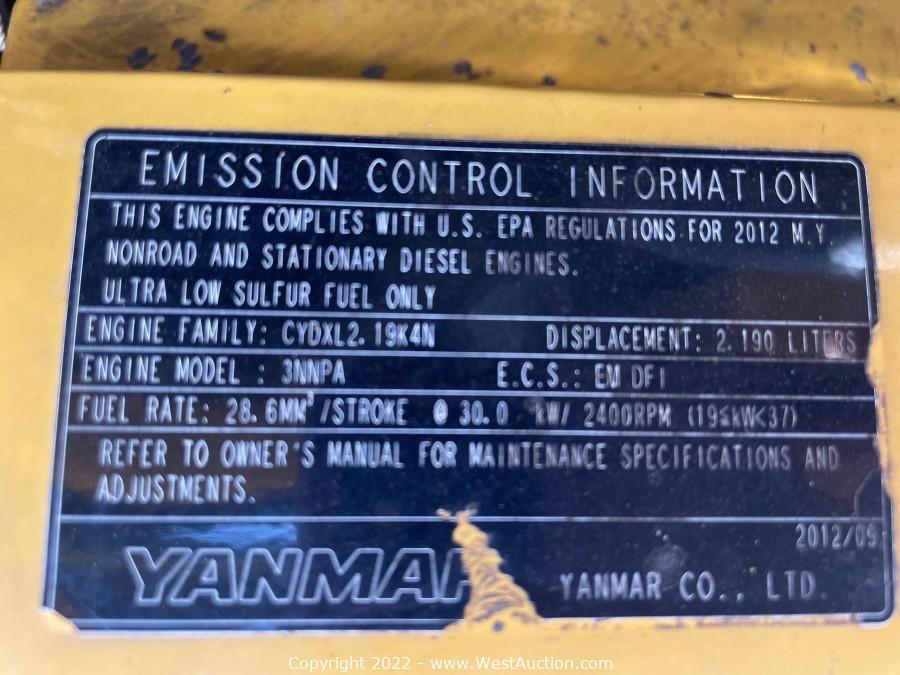 EMISSION CONTROL INFORMATION
THIS ENGINE COMPLIES WITH U.S. EPA REGULATIONS FOR 2012 M.Y.
NONROAD AND STATIONARY DIESEL ENGINES.
ULTRA LOW SULFUR FUEL ONLY
ENGINE FAMILY: CYDXL2.19K4N DISPLACEMENT: 2.190 LITERS
ENGINE MODEL : 3NNPA E.C.S.: EM DFI
FUEL RATE: 28.6MM³/STROKE @ 30.0 kW/ 2400RPM (19≤kW<37)
REFER TO OWNER'S MANUAL FOR MAINTENANCE SPECIFICATIONS AND
ADJUSTMENTS.
2012/09
YANMAR YANMAR CO., LTD.
Copyright 2022 - www.WestAuction.com